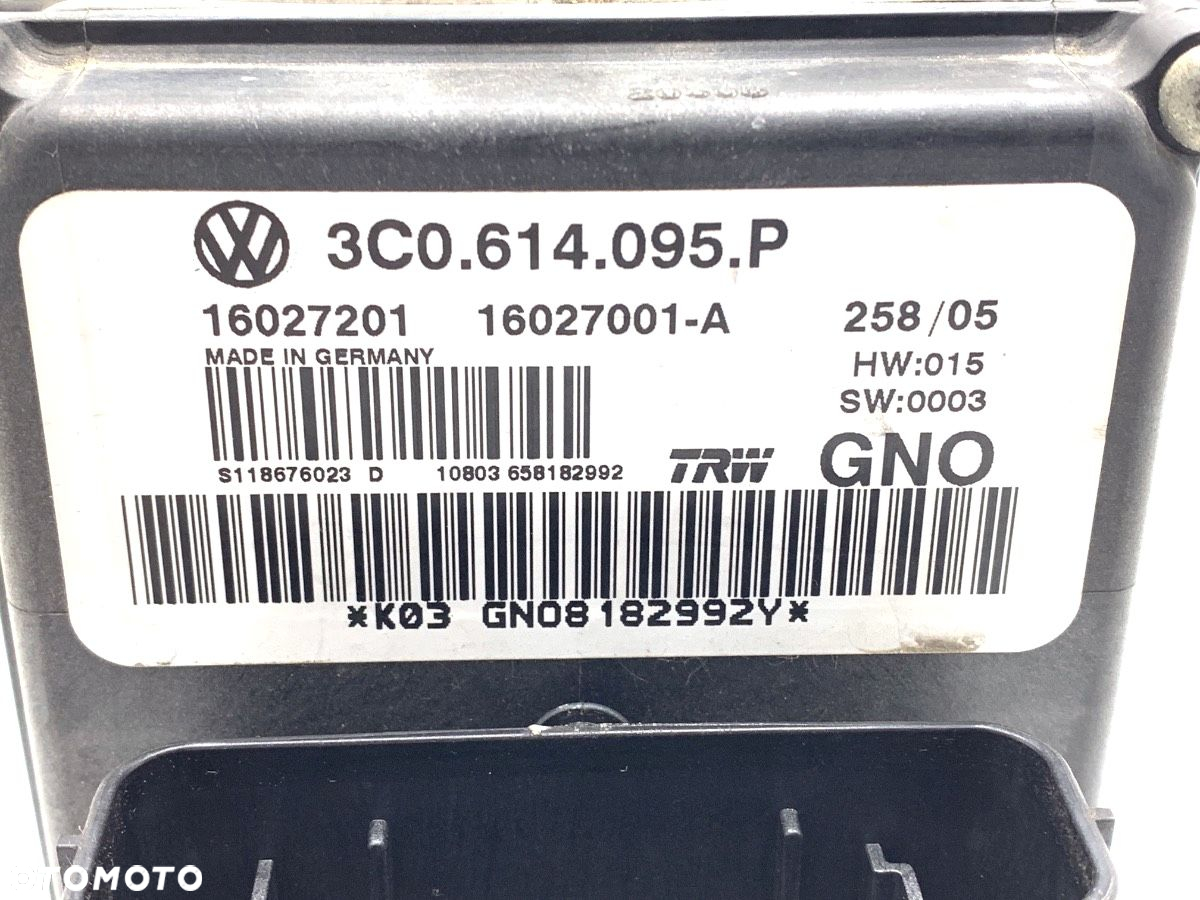 3C0.614.095.P
16027201 16027001-A 258/05
MADE IN GERMANY HW:015
SW:0003
S118676023 D 10803 658182992 TRW GNO
*K03 GNO8182992Y*
OTOMOTO